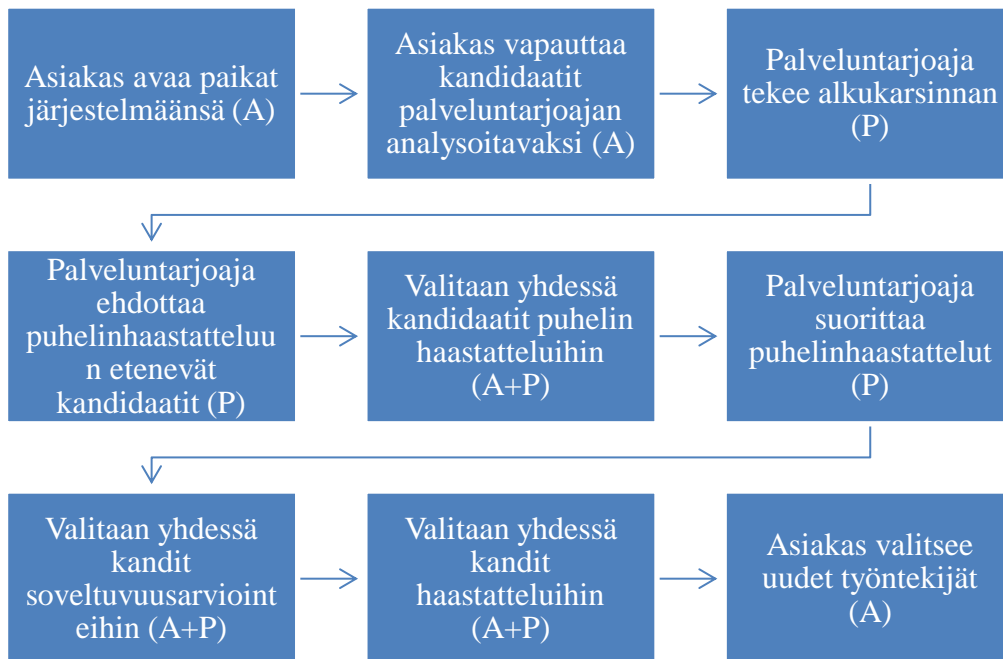 Asiakas avaa paikat
järjestelmäänsä (A)
Asiakas vapauttaa
kandidaatit
palveluntarjoajan
analysoitavaksi (A)
Palveluntarjoaja
tekee alkukarsinnan
(P)
Palveluntarjoaja
ehdottaa
puhelinhaastatteluu
n etenevät
kandidaatit (P)
Valitaan yhdessä
kandidaatit puhelin
haastatteluihin
(A+P)
Palveluntarjoaja
suorittaa
puhelinhaastattelut
(P)
Valitaan yhdessä
kandit
soveltuvuusarvioint
eihin (A+P)
Valitaan yhdessä
kandit
haastatteluihin
(A+P)
Asiakas valitsee
uudet työntekijät
(A)